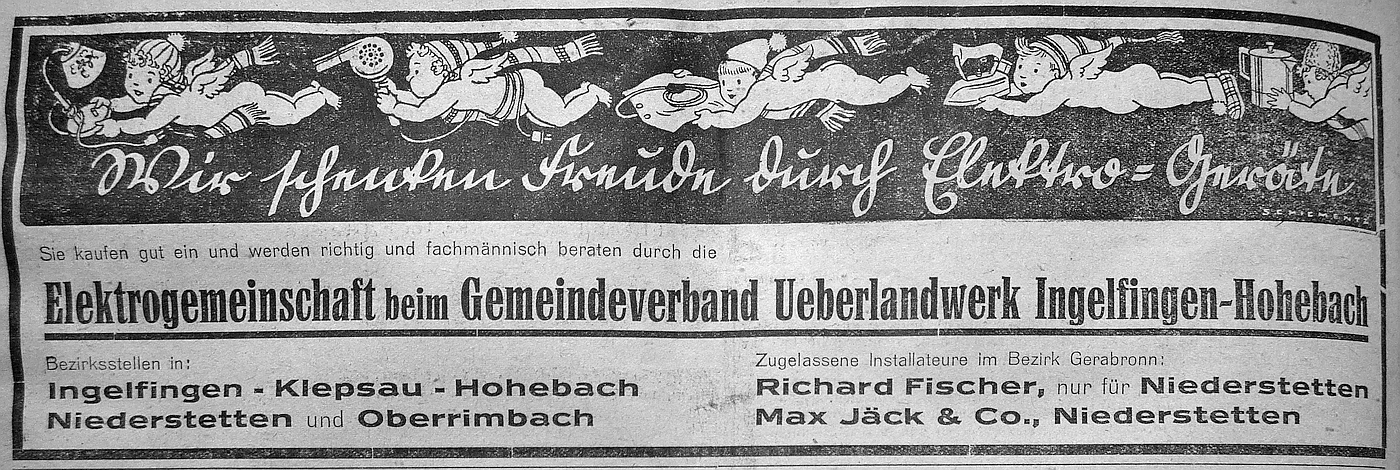 Wir schenken Freude durch Elektro=Geräte
SCHIEMENTZ
Sie kaufen gut ein und werden richtig und fachmännisch beraten durch die
Elektrogemeinschaft beim Gemeindeverband Ueberlandwerk Ingelfingen-Hohebach
Bezirksstellen in:
Ingelfingen - Klepsau - Hohebach
Niederstetten und Oberrimbach
Zugelassene Installateure im Bezirk Gerabronn:
Richard Fischer, nur für Niederstetten
Max Jäck & Co., Niederstetten